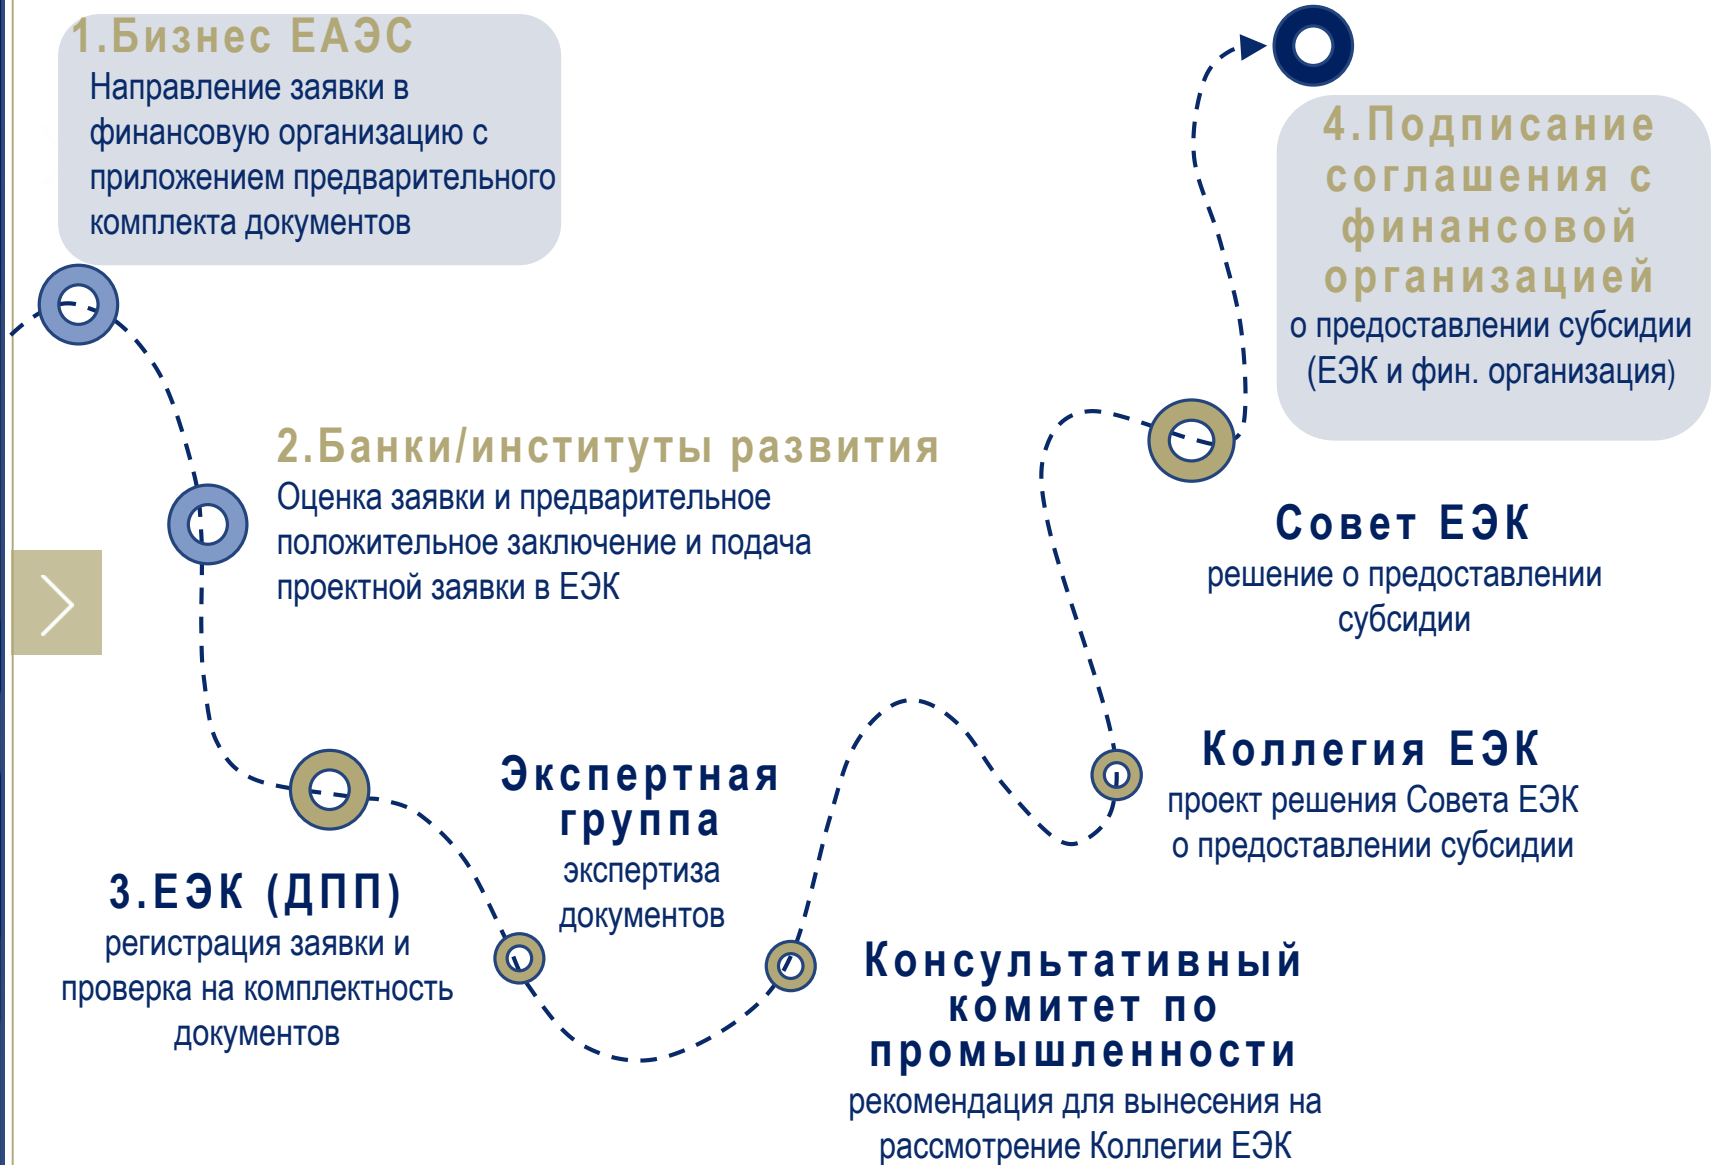 1.Бизнес ЕАЭС
Направление заявки в
финансовую организацию с
приложением предварительного
комплекта документов
2.Банки/институты развития
Оценка заявки и предварительное
положительное заключение и подача
проектной заявки в ЕЭК
3.ЕЭК (ДПП)
регистрация заявки и
проверка на комплектность
документов
Экспертная
группа
экспертиза
документов
Консультативный
комитет по
промышленности
рекомендация для вынесения на
рассмотрение Коллегии ЕЭК
Коллегия ЕЭК
проект решения Совета ЕЭК
о предоставлении субсидии
Совет ЕЭК
решение о предоставлении
субсидии
4.Подписание
соглашения с
финансовой
организацией
о предоставлении субсидии
(ЕЭК и фин. организация)